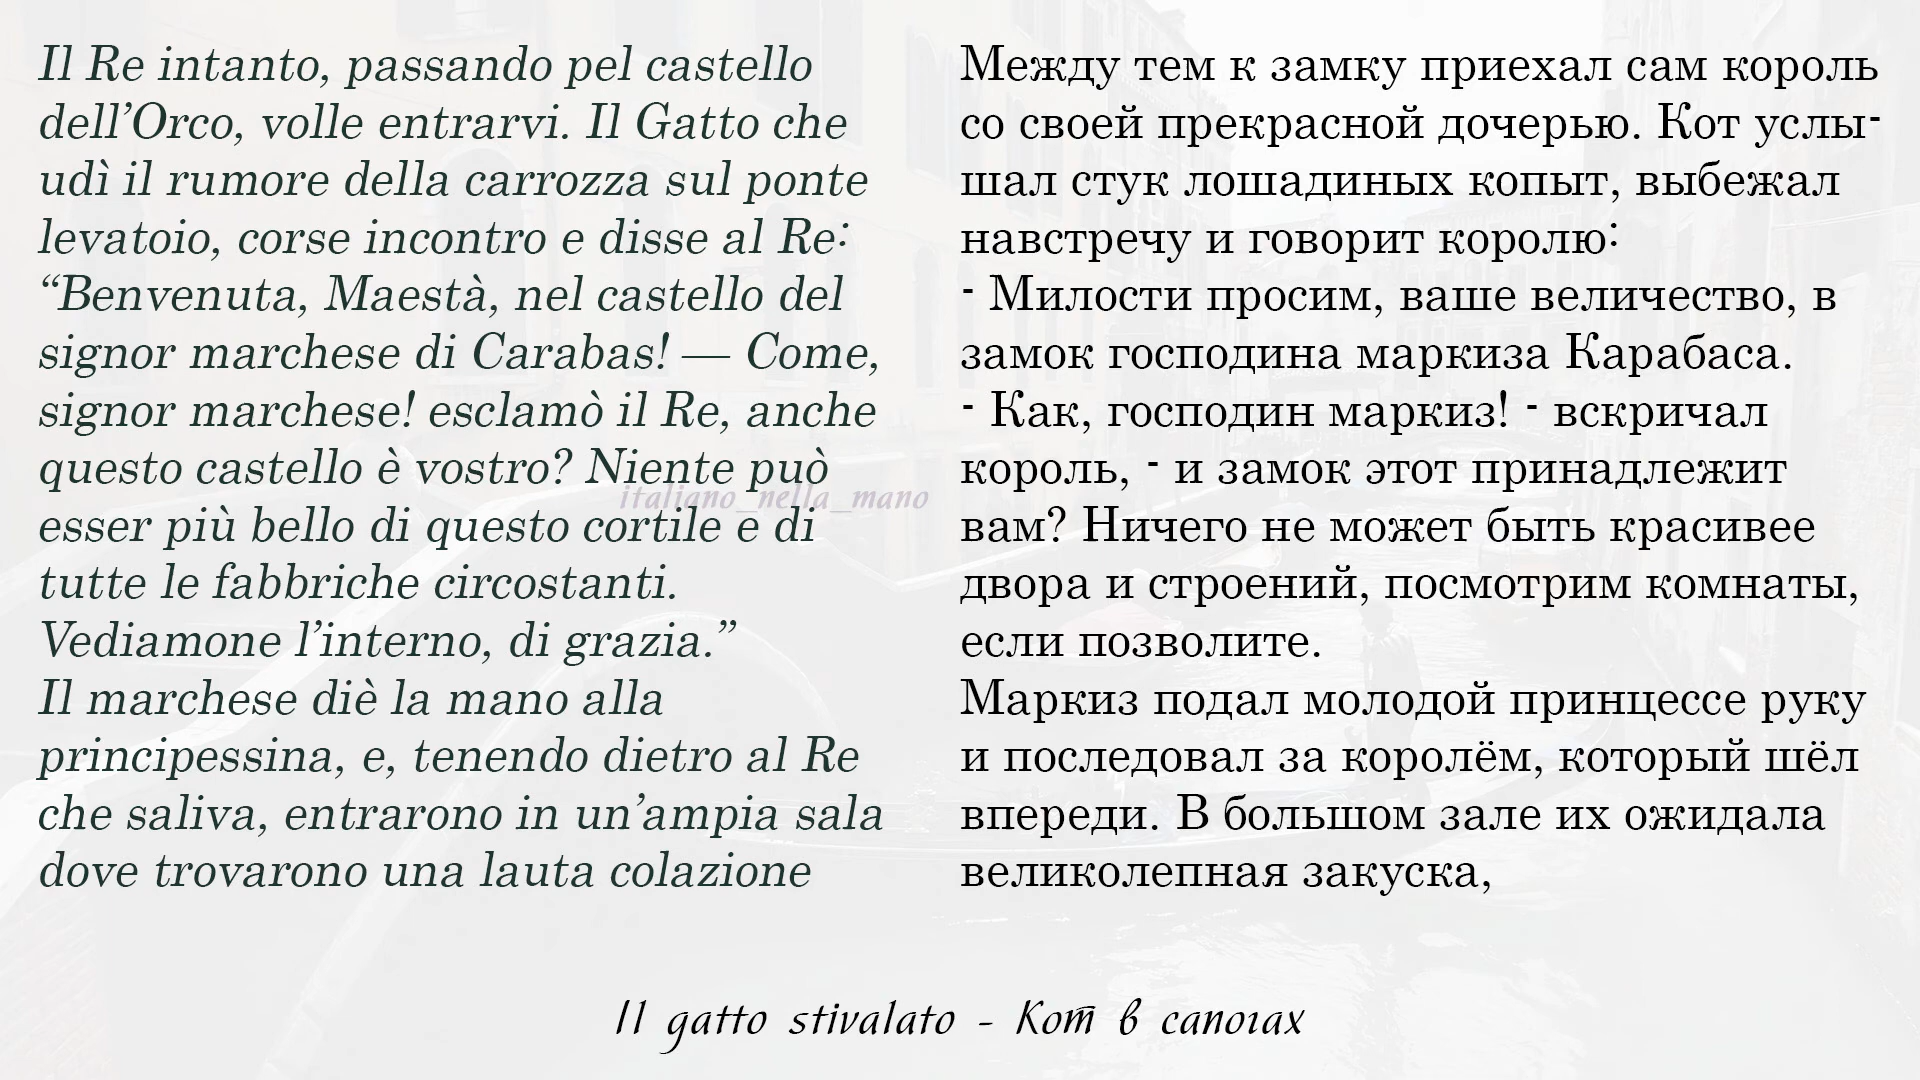 Il Re intanto, passando pel castello
dell’Orco, volle entrarvi. Il Gatto che
udì il rumore della carrozza sul ponte
levatoio, corse incontro e disse al Re:
“Benvenuta, Maestà, nel castello del
signor marchese di Carabas! — Come,
signor marchese! esclamò il Re, anche
questo castello è vostro? Niente può
esser più bello di questo cortile e di
tutte le fabbriche circostanti.
Vediamone l’interno, di grazia.”
Il marchese diè la mano alla
principessina, e, tenendo dietro al Re
che saliva, entrarono in un’ampia sala
dove trovarono una lauta colazione
italiano_nella_mano
Между тем к замку приехал сам король
со своей прекрасной дочерью. Кот услы-
шал стук лошадиных копыт, выбежал
навстречу и говорит королю:
- Милости просим, ваше величество, в
замок господина маркиза Карабаса.
- Как, господин маркиз! - вскричал
король, - и замок этот принадлежит
вам? Ничего не может быть красивее
двора и строений, посмотрим комнаты,
если позволите.
Маркиз подал молодой принцессе руку
и последовал за королём, который шёл
впереди. В большом зале их ожидала
великолепная закуска,
Il gatto stivalato - Кот в сапогах